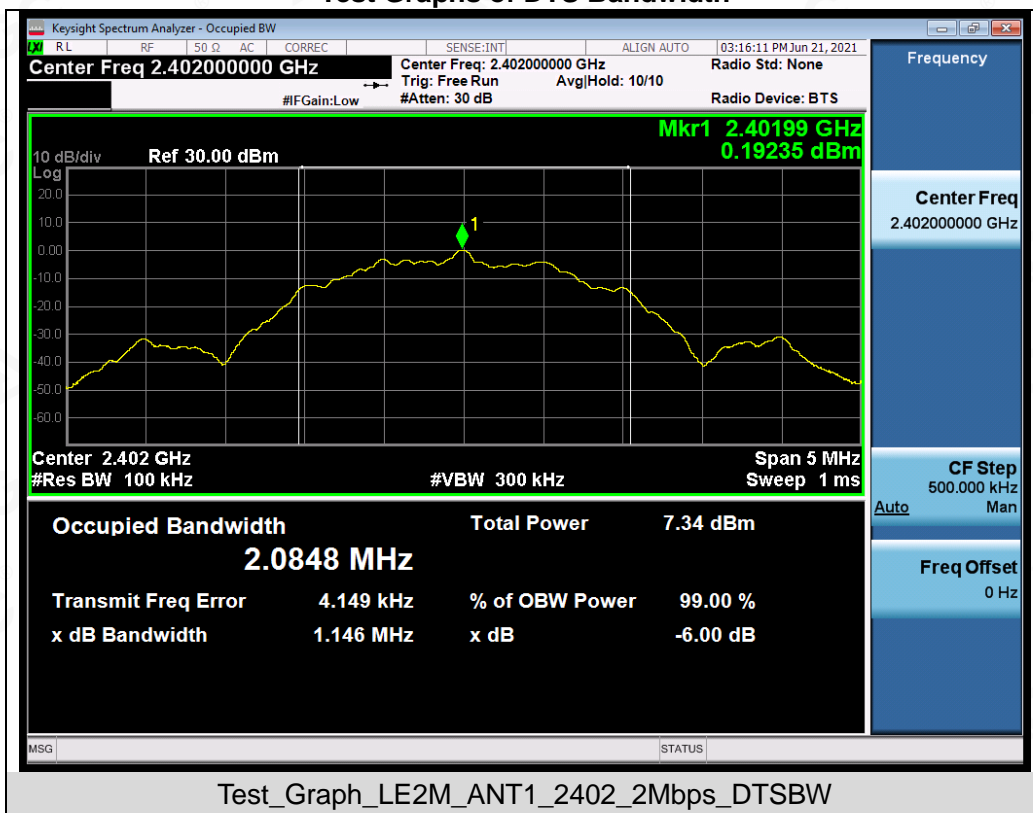 Test Graphs of DTS Bandwidth
Keysight Spectrum Analyzer - Occupied BW
LXI RL RF 50 Ω AC CORREC SENSE:INT ALIGN AUTO 03:16:11 PM Jun 21, 2021
Center Freq 2.402000000 GHz
Center Freq: 2.402000000 GHz
Radio Std: None
Trig: Free Run Avg|Hold: 10/10
#IFGain:Low #Atten: 30 dB Radio Device: BTS
Mkr1 2.40199 GHz
0.19235 dBm
10 dB/div Ref 30.00 dBm
Log
20.0
10.0
0.00
-10.0
-20.0
-30.0
-40.0
-50.0
-60.0
1
Center 2.402 GHz Span 5 MHz
#Res BW 100 kHz #VBW 300 kHz Sweep 1 ms
Occupied Bandwidth Total Power 7.34 dBm
2.0848 MHz
Transmit Freq Error 4.149 kHz % of OBW Power 99.00 %
x dB Bandwidth 1.146 MHz x dB -6.00 dB
MSG STATUS
Frequency
Center Freq
2.402000000 GHz
CF Step
500.000 kHz
Auto Man
Freq Offset
0 Hz
Test_Graph_LE2M_ANT1_2402_2Mbps_DTSBW